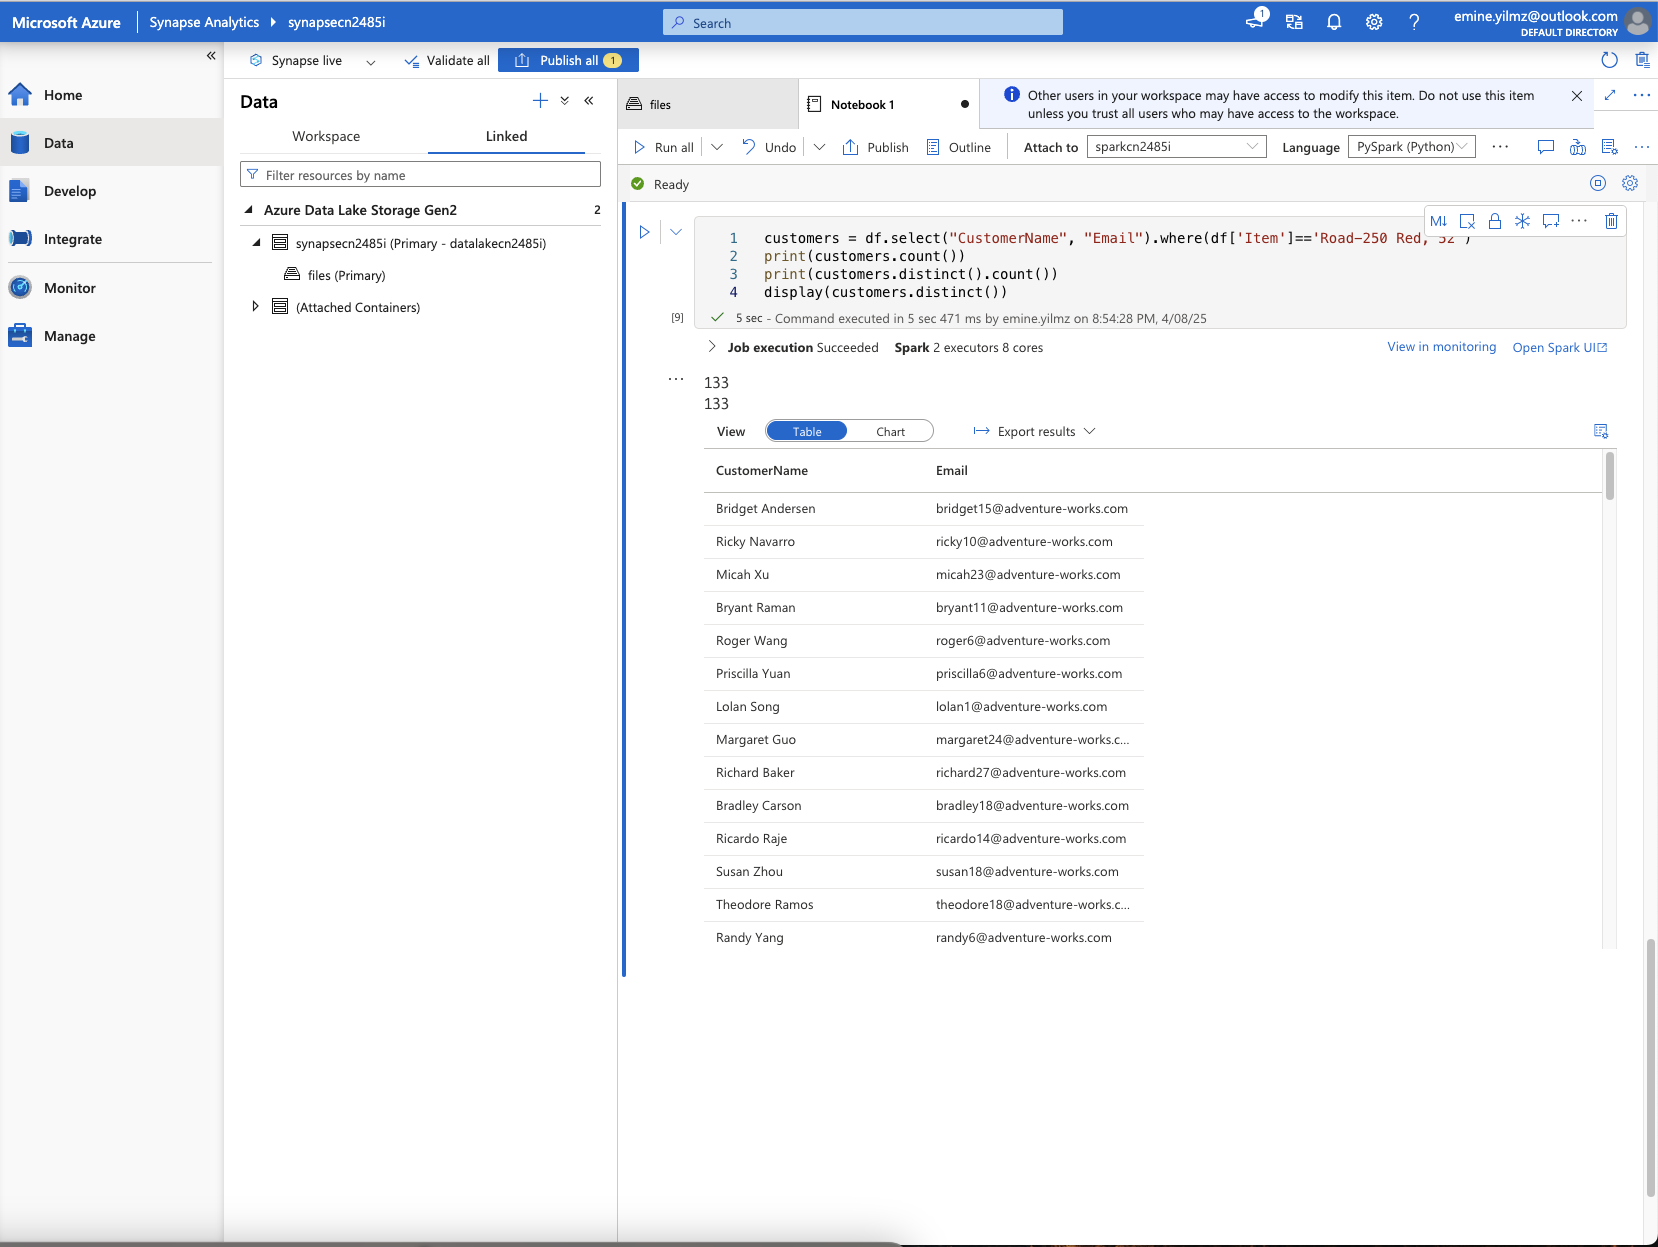 Microsoft Azure
Synapse Analytics
synapsecn2485i
Search
1
emine.yilmz@outlook.com
DEFAULT DIRECTORY
Synapse live
Validate all
Publish all 1
Home
Data
Develop
Integrate
Monitor
Manage
Data
Workspace
Linked
Filter resources by name
Azure Data Lake Storage Gen2 2
synapsecn2485i (Primary - datalakecn2485i)
files (Primary)
(Attached Containers)
files
Notebook 1
Other users in your workspace may have access to modify this item. Do not use this item
unless you trust all users who may have access to the workspace.
Run all
Undo
Publish
Outline
Attach to
sparkcn2485i
Language
PySpark (Python)
Ready
M↓
1 customers = df.select("CustomerName", "Email").where(df['Item']=='Road-250 Red, 52')
2 print(customers.count())
3 print(customers.distinct().count())
4 display(customers.distinct())
[9] 5 sec - Command executed in 5 sec 471 ms by emine.yilmz on 8:54:28 PM, 4/08/25
Job execution Succeeded Spark 2 executors 8 cores
View in monitoring
Open Spark UI
133
133
View
Table
Chart
Export results
CustomerName Email
Bridget Andersen bridget15@adventure-works.com
Ricky Navarro ricky10@adventure-works.com
Micah Xu micah23@adventure-works.com
Bryant Raman bryant11@adventure-works.com
Roger Wang roger6@adventure-works.com
Priscilla Yuan priscilla6@adventure-works.com
Lolan Song lolan1@adventure-works.com
Margaret Guo margaret24@adventure-works.c...
Richard Baker richard27@adventure-works.com
Bradley Carson bradley18@adventure-works.com
Ricardo Raje ricardo14@adventure-works.com
Susan Zhou susan18@adventure-works.com
Theodore Ramos theodore18@adventure-works.c...
Randy Yang randy6@adventure-works.com